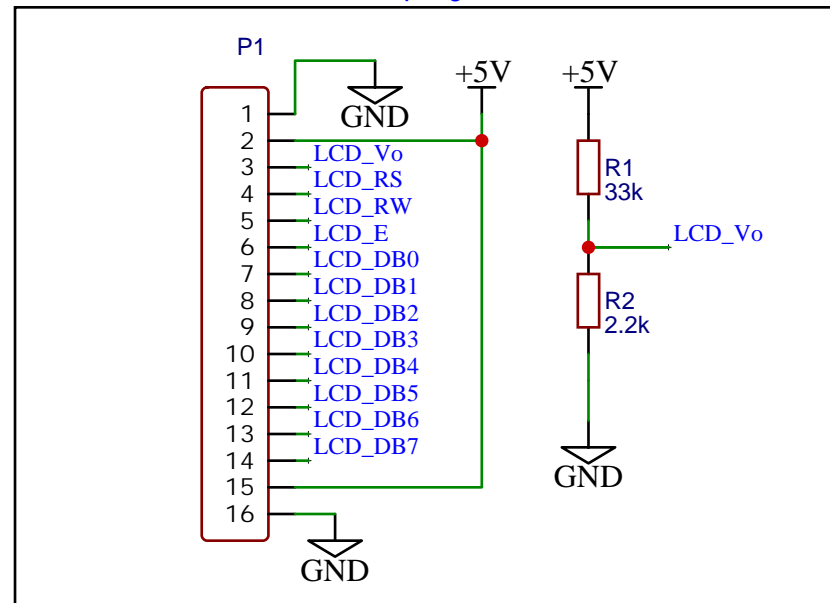 P1
+5V
+5V
GND
1
2
3
4
5
6
7
8
9
10
11
12
13
14
15
16
LCD_Vo
LCD_RS
LCD_RW
LCD_E
LCD_DB0
LCD_DB1
LCD_DB2
LCD_DB3
LCD_DB4
LCD_DB5
LCD_DB6
LCD_DB7
GND
R1
33k
LCD_Vo
R2
2.2k
GND